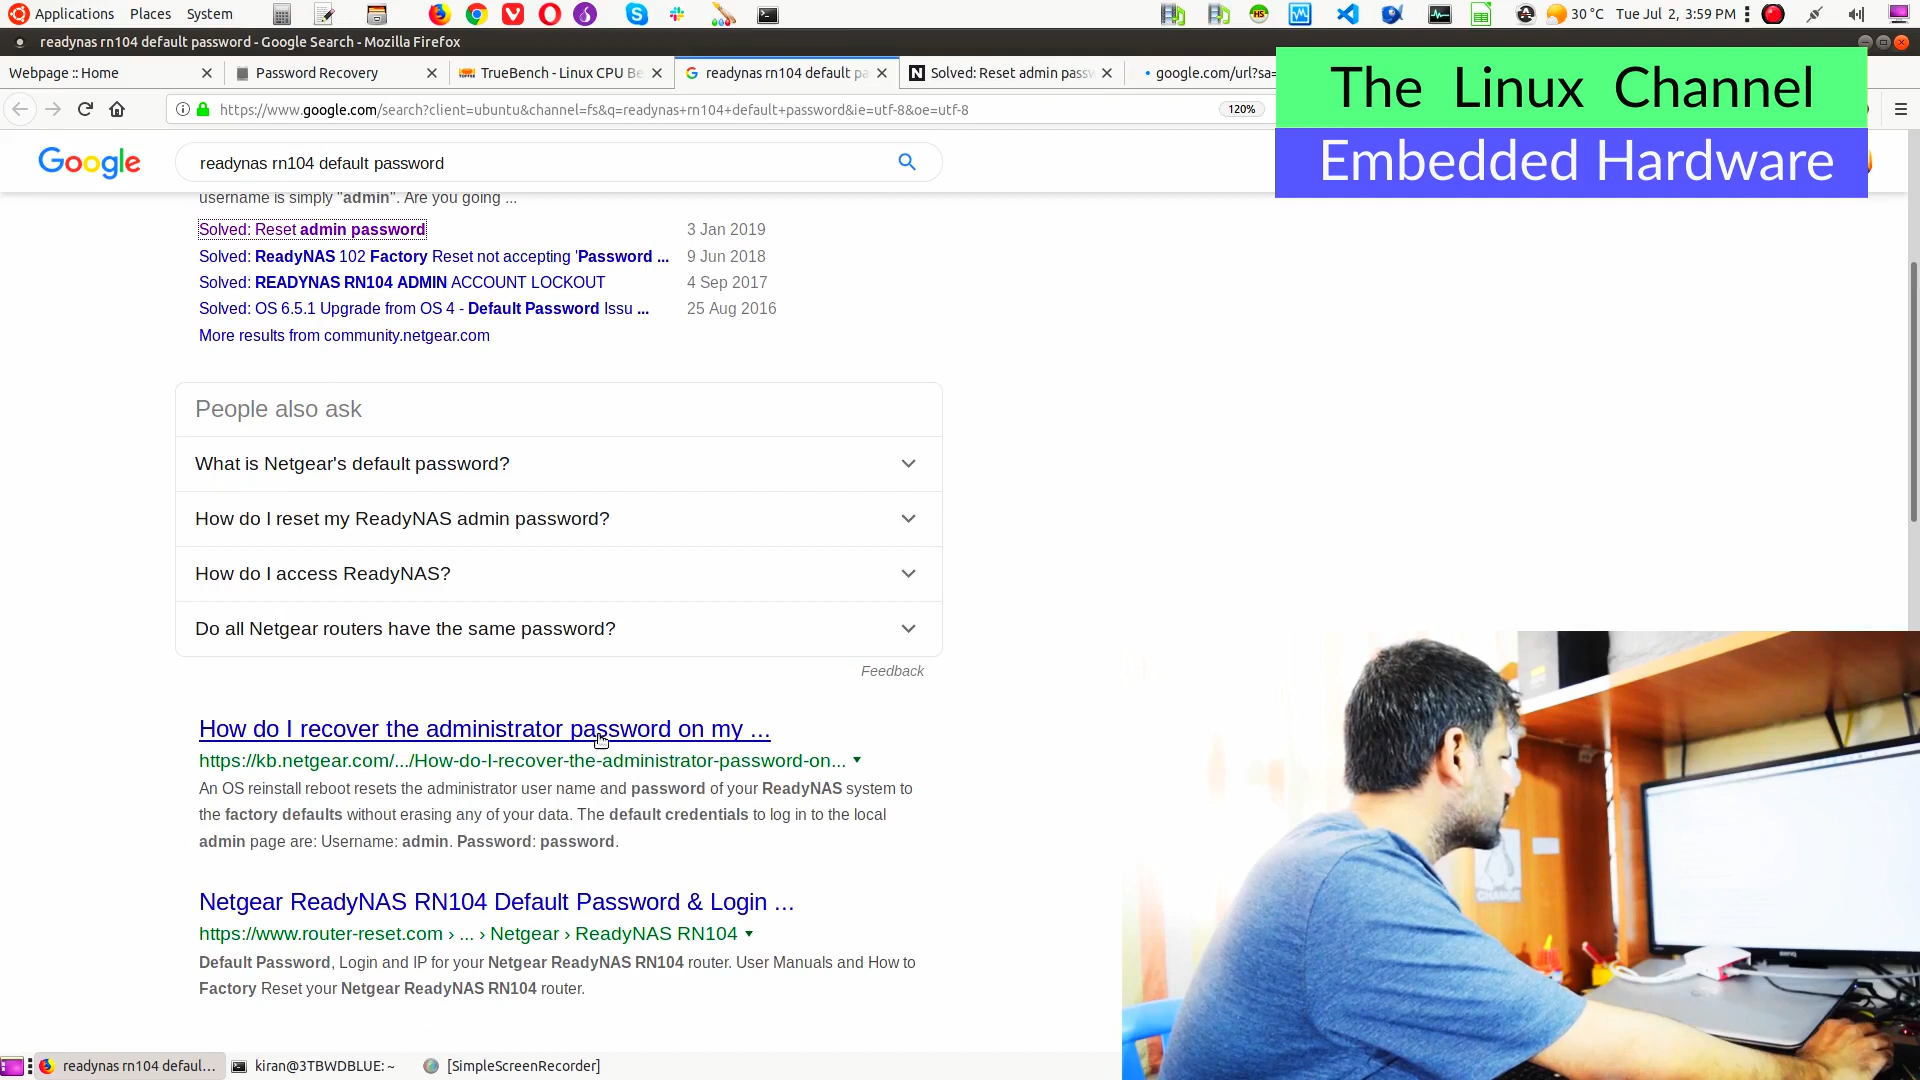 Applications Places System
30 °C Tue Jul 2, 3:59 PM
readynas rn104 default password - Google Search - Mozilla Firefox
Webpage :: Home
Password Recovery
TrueBench - Linux CPU Be
readynas rn104 default pa
Solved: Reset admin passw
google.com/url?sa=
https://www.google.com/search?client=ubuntu&channel=fs&q=readynas+rn104+default+password&ie=utf-8&oe=utf-8
120%
The Linux Channel
Embedded Hardware
Google
readynas rn104 default password
username is simply "admin". Are you going ...
Solved: Reset admin password 3 Jan 2019
Solved: ReadyNAS 102 Factory Reset not accepting 'Password ... 9 Jun 2018
Solved: READYNAS RN104 ADMIN ACCOUNT LOCKOUT 4 Sep 2017
Solved: OS 6.5.1 Upgrade from OS 4 - Default Password Issu ... 25 Aug 2016
More results from community.netgear.com
People also ask
What is Netgear's default password?
How do I reset my ReadyNAS admin password?
How do I access ReadyNAS?
Do all Netgear routers have the same password?
Feedback
How do I recover the administrator password on my ...
https://kb.netgear.com/.../How-do-I-recover-the-administrator-password-on...
An OS reinstall reboot resets the administrator user name and password of your ReadyNAS system to
the factory defaults without erasing any of your data. The default credentials to log in to the local
admin page are: Username: admin. Password: password.
Netgear ReadyNAS RN104 Default Password & Login ...
https://www.router-reset.com › ... › Netgear › ReadyNAS RN104
Default Password, Login and IP for your Netgear ReadyNAS RN104 router. User Manuals and How to
Factory Reset your Netgear ReadyNAS RN104 router.
BenQ
readynas rn104 defaul...
kiran@3TBWDBLUE: ~
[SimpleScreenRecorder]